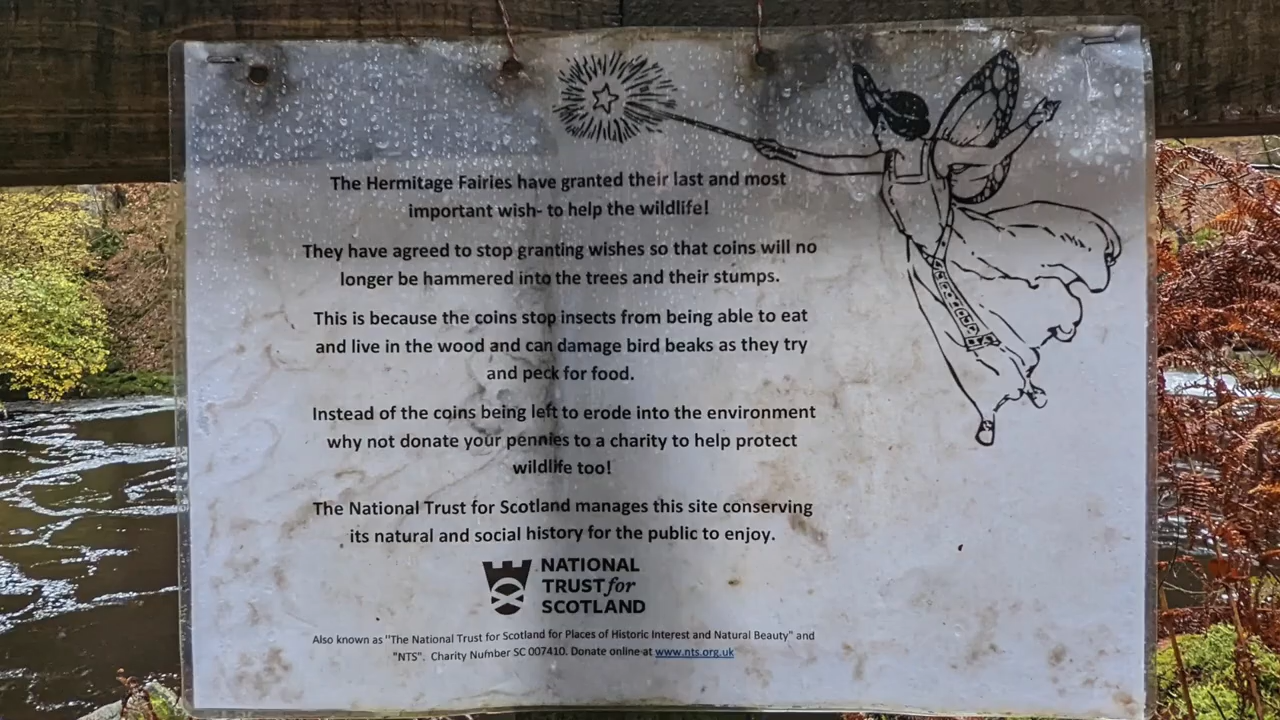 The Hermitage Fairies have granted their last and most
important wish- to help the wildlife!
They have agreed to stop granting wishes so that coins will no
longer be hammered into the trees and their stumps.
This is because the coins stop insects from being able to eat
and live in the wood and can damage bird beaks as they try
and peck for food.
Instead of the coins being left to erode into the environment
why not donate your pennies to a charity to help protect
wildlife too!
The National Trust for Scotland manages this site conserving
its natural and social history for the public to enjoy.
NATIONAL
TRUST for
SCOTLAND
Also known as "The National Trust for Scotland for Places of Historic Interest and Natural Beauty" and
"NTS". Charity Number SC 007410. Donate online at www.nts.org.uk